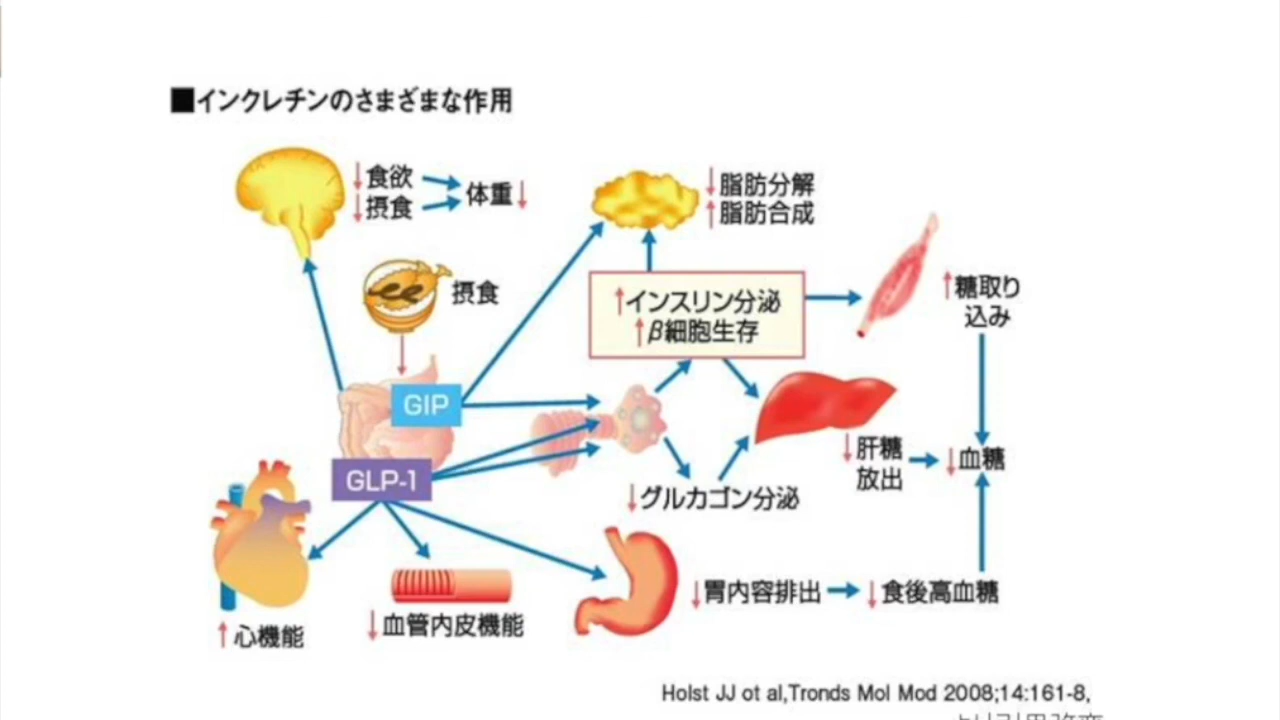 ■インクレチンのさまざまな作用
↓食欲
↓摂食
体重↓
摂食
↓脂肪分解
↑脂肪合成
↑インスリン分泌
↑β細胞生存
↑糖取り
込み
GIP
GLP-1
↓肝糖
放出
↓血糖
↓グルカゴン分泌
↓胃内容排出
↓食後高血糖
↑心機能
↓血管内皮機能
Holst JJ ot al,Tronds Mol Mod 2008;14:161-8,